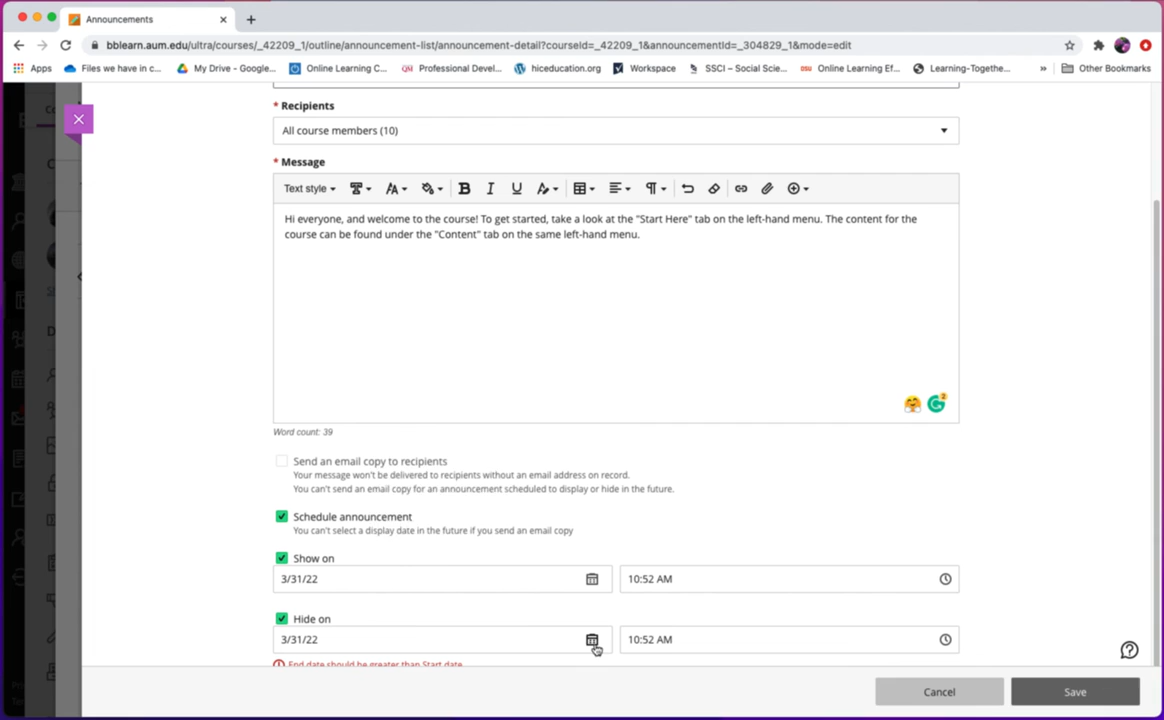 Announcements
bblearn.aum.edu/ultra/courses/_42209_1/outline/announcement-list/announcement-detail?courseId=_42209_1&announcementId=_304829_1&mode=edit
Apps Files we have in c... My Drive - Google... Online Learning C... Professional Devel... hiceducation.org Workspace SSCI – Social Scie... Online Learning Ef... Learning-Togethe... » Other Bookmarks
* Recipients
All course members (10)
* Message
Text style
Hi everyone, and welcome to the course! To get started, take a look at the "Start Here" tab on the left-hand menu. The content for the
course can be found under the "Content" tab on the same left-hand menu.
Word count: 39
Send an email copy to recipients
Your message won't be delivered to recipients without an email address on record.
You can't send an email copy for an announcement scheduled to display or hide in the future.
Schedule announcement
You can't select a display date in the future if you send an email copy
Show on
3/31/22 10:52 AM
Hide on
3/31/22 10:52 AM
End date should be greater than Start date
Cancel Save